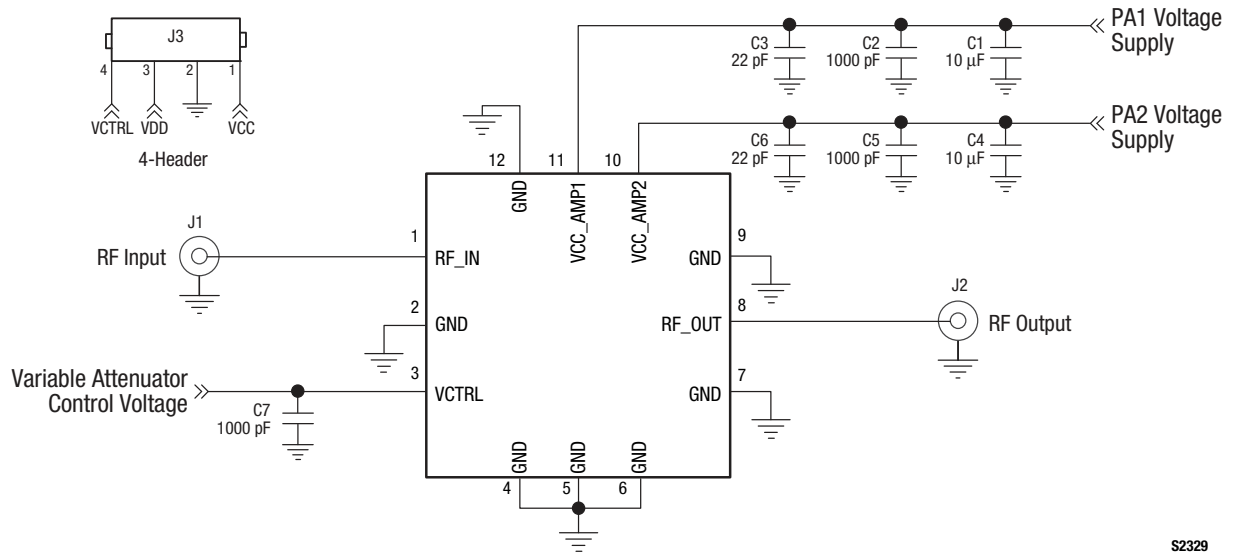 J3
4
3
2
1
VCTRL
VDD
VCC
4-Header
PA1 Voltage
Supply
C3
22 pF
C2
1000 pF
C1
10 μF
PA2 Voltage
Supply
C6
22 pF
C5
1000 pF
C4
10 μF
12
11
10
GND
VCC_AMP1
VCC_AMP2
J1
RF Input
1
RF_IN
9
GND
2
GND
8
RF_OUT
J2
RF Output
Variable Attenuator
Control Voltage
3
VCTRL
7
GND
C7
1000 pF
GND
GND
GND
4
5
6
S2329